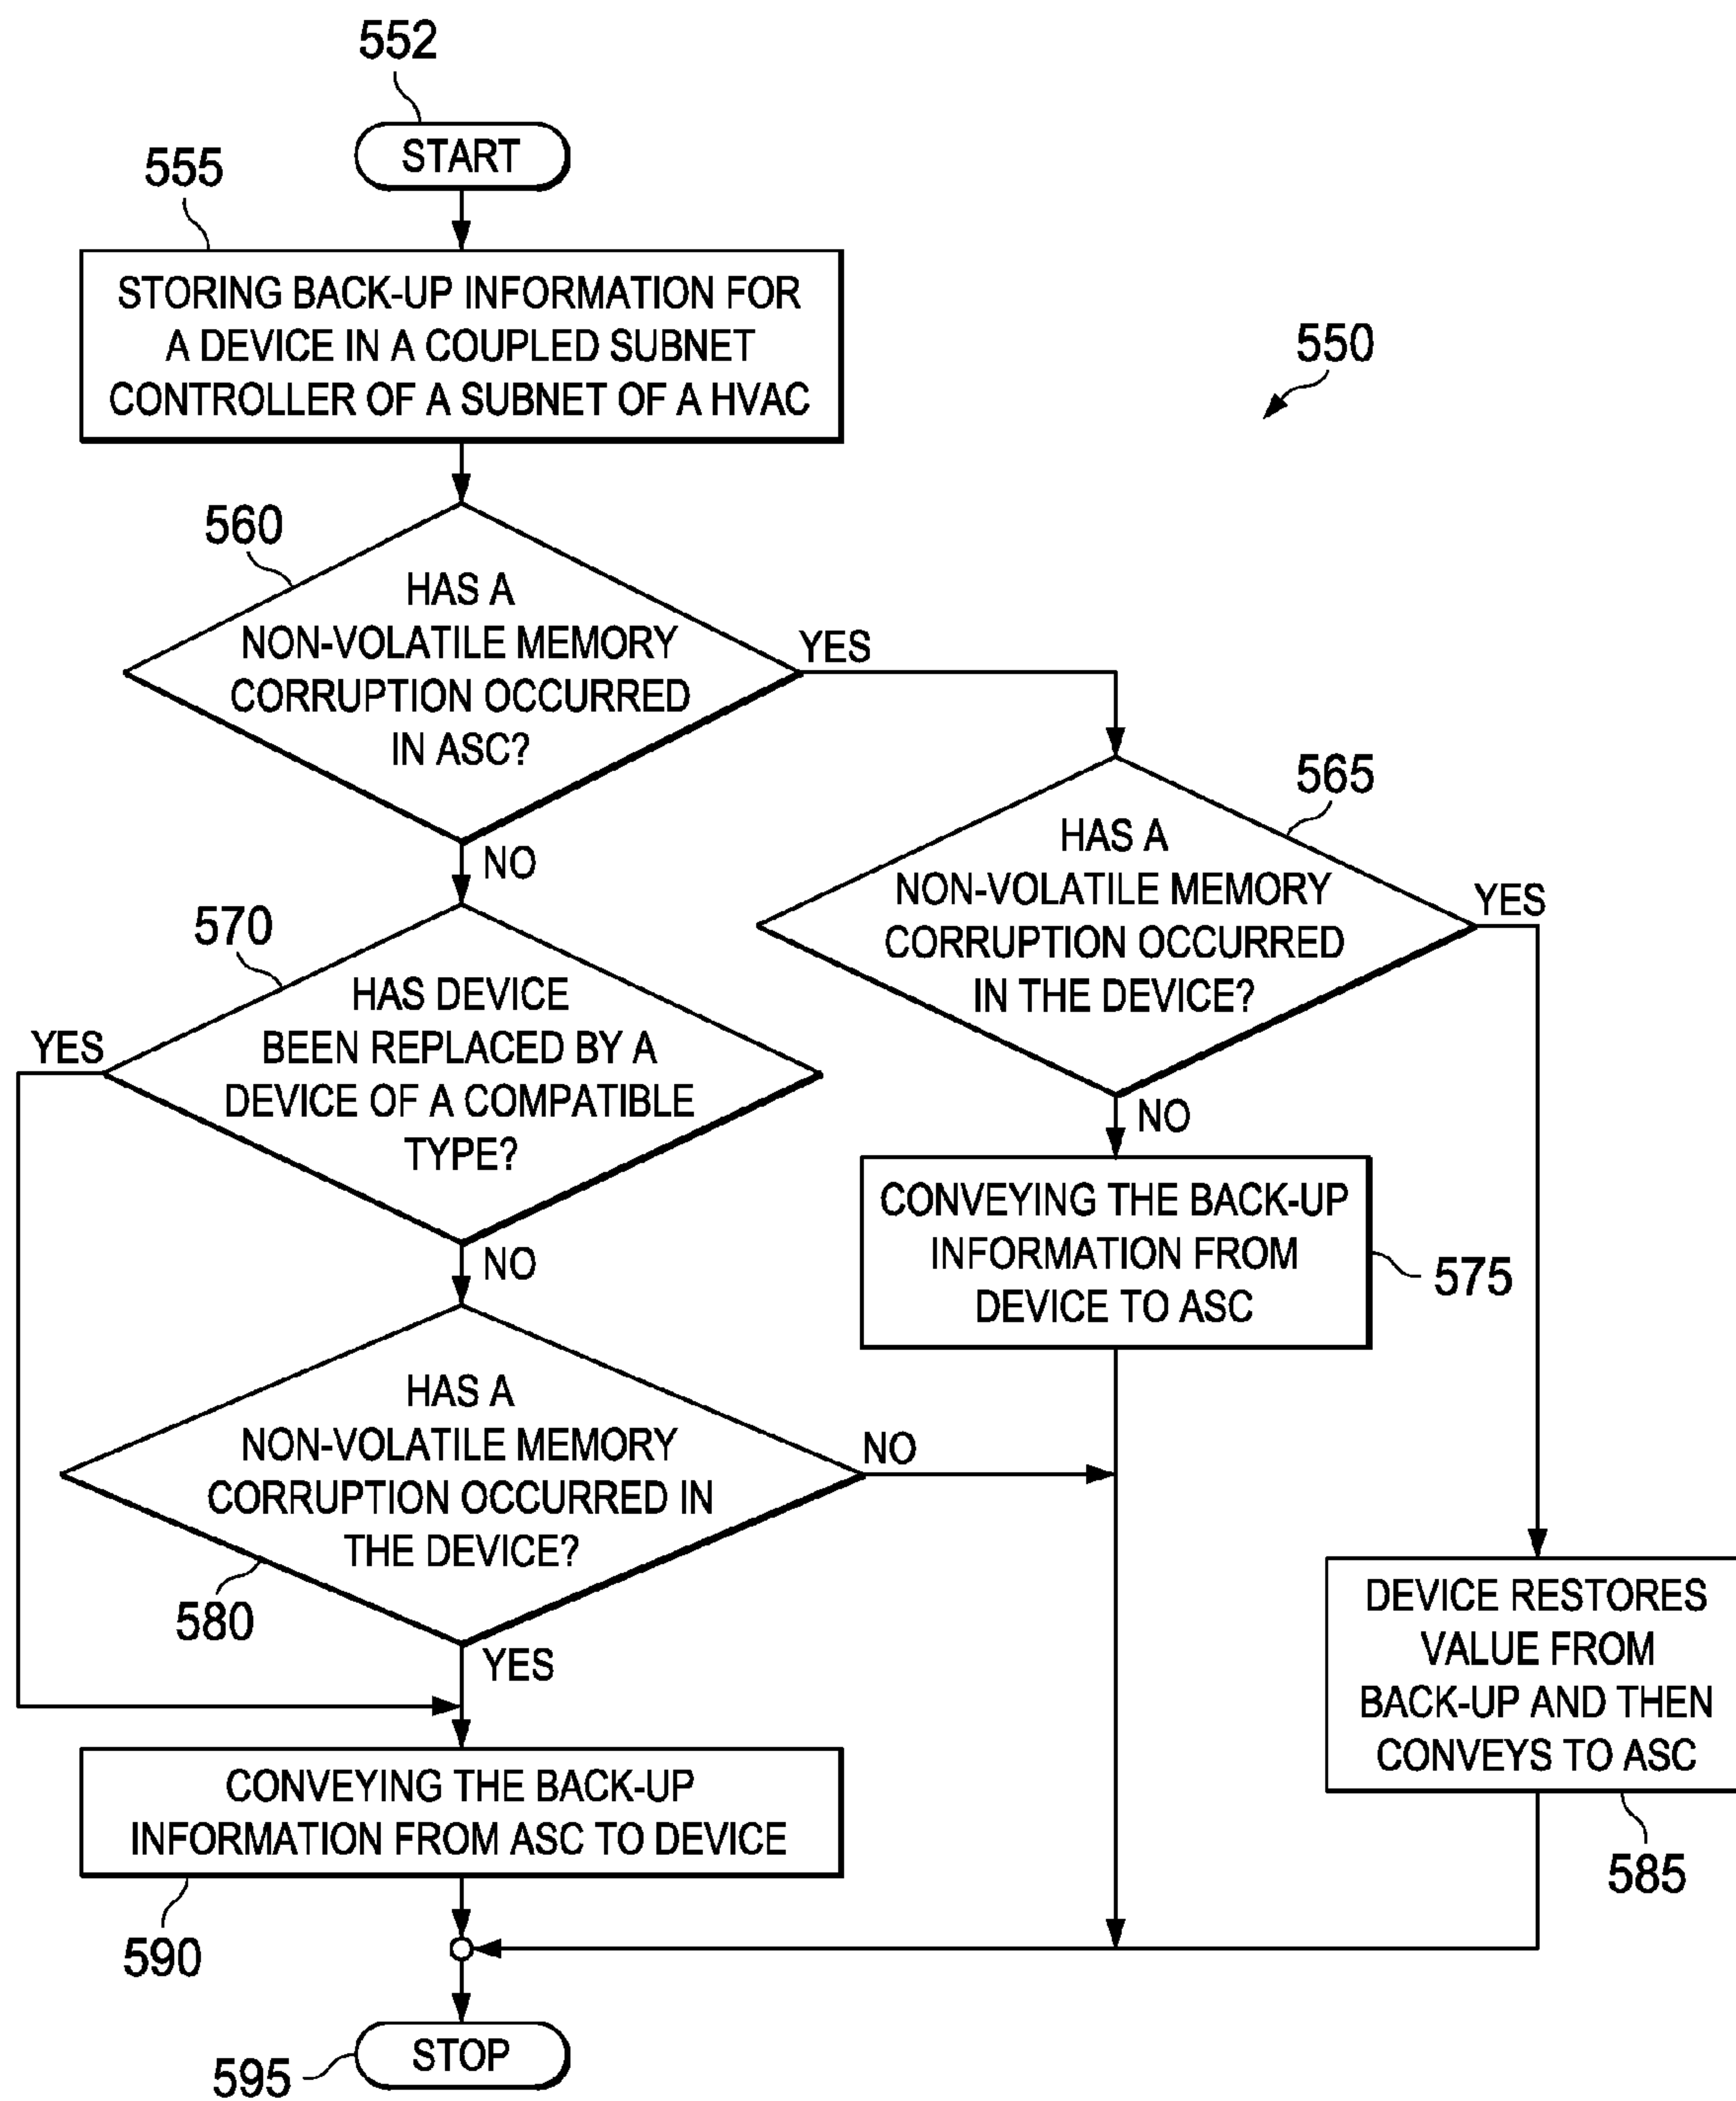 552
START
555
STORING BACK-UP INFORMATION FOR
A DEVICE IN A COUPLED SUBNET
CONTROLLER OF A SUBNET OF A HVAC
550
560
HAS A
NON-VOLATILE MEMORY
CORRUPTION OCCURRED
IN ASC?
YES
NO
565
HAS A
NON-VOLATILE MEMORY
CORRUPTION OCCURRED
IN THE DEVICE?
YES
NO
570
HAS DEVICE
BEEN REPLACED BY A
DEVICE OF A COMPATIBLE
TYPE?
YES
NO
CONVEYING THE BACK-UP
INFORMATION FROM
DEVICE TO ASC
575
HAS A
NON-VOLATILE MEMORY
CORRUPTION OCCURRED IN
THE DEVICE?
NO
580
YES
DEVICE RESTORES
VALUE FROM
BACK-UP AND THEN
CONVEYS TO ASC
585
CONVEYING THE BACK-UP
INFORMATION FROM ASC TO DEVICE
590
STOP
595